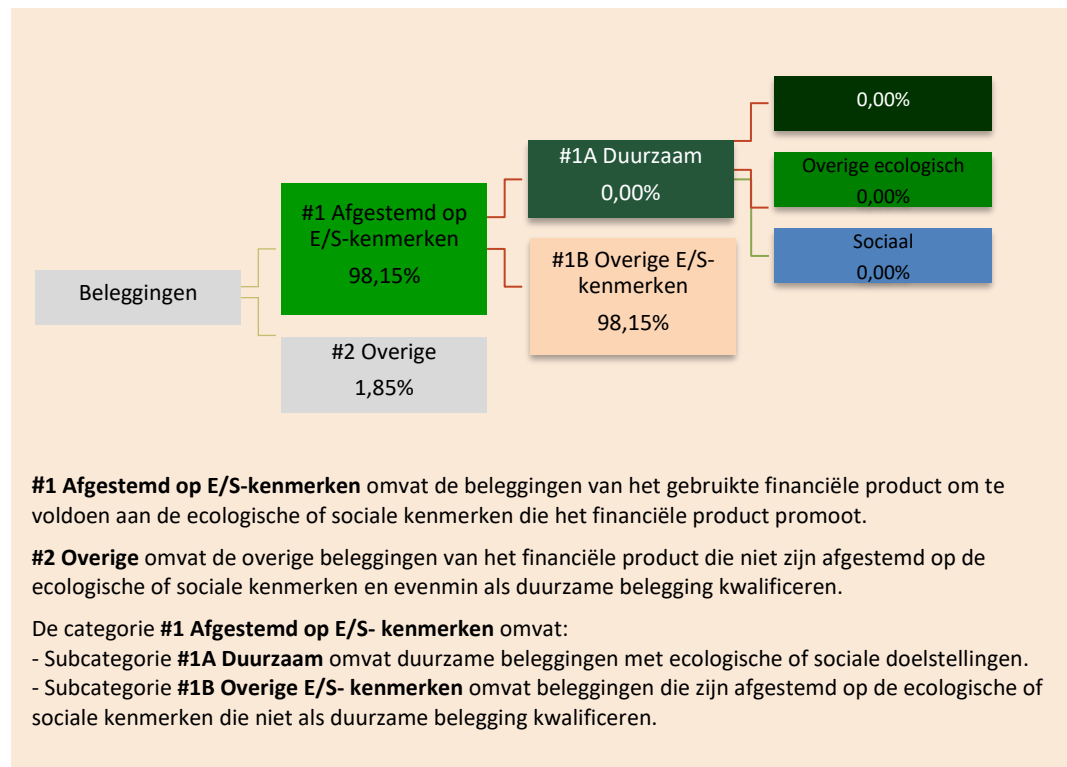 0,00%
#1A Duurzaam
0,00%
Overige ecologisch
0,00%
#1 Afgestemd op
E/S-kenmerken
98,15%
Sociaal
0,00%
#1B Overige E/S-
kenmerken
98,15%
Beleggingen
#2 Overige
1,85%
#1 Afgestemd op E/S-kenmerken omvat de beleggingen van het gebruikte financiële product om te
voldoen aan de ecologische of sociale kenmerken die het financiële product promoot.
#2 Overige omvat de overige beleggingen van het financiële product die niet zijn afgestemd op de
ecologische of sociale kenmerken en evenmin als duurzame belegging kwalificeren.
De categorie #1 Afgestemd op E/S- kenmerken omvat:
- Subcategorie #1A Duurzaam omvat duurzame beleggingen met ecologische of sociale doelstellingen.
- Subcategorie #1B Overige E/S- kenmerken omvat beleggingen die zijn afgestemd op de ecologische of
sociale kenmerken die niet als duurzame belegging kwalificeren.